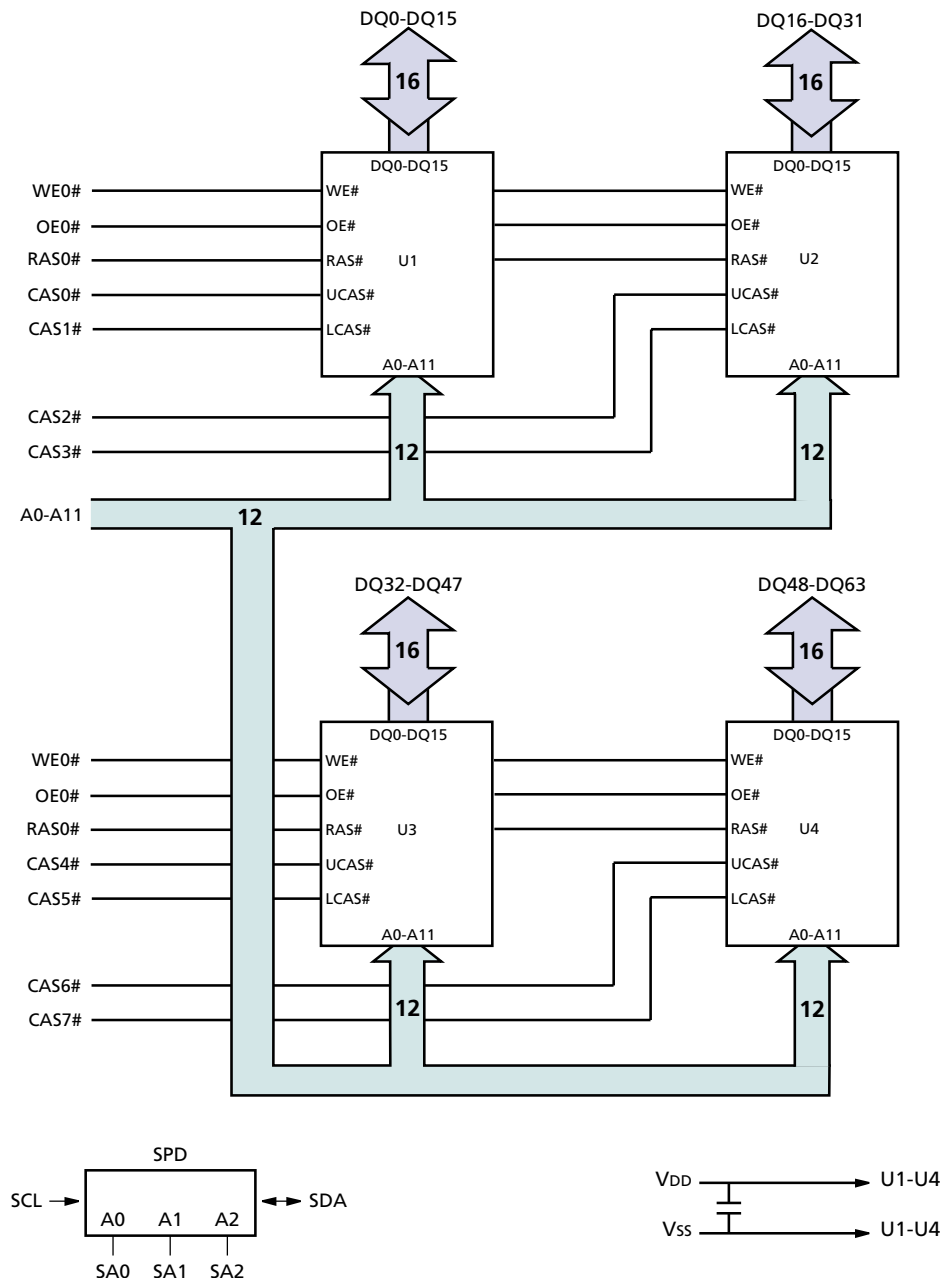 DQ0-DQ15
DQ16-DQ31
16
16
DQ0-DQ15
DQ0-DQ15
WE0#
WE#
WE#
OE0#
OE#
OE#
RAS0#
RAS#
U1
RAS#
U2
CAS0#
UCAS#
UCAS#
CAS1#
LCAS#
LCAS#
A0-A11
A0-A11
CAS2#
CAS3#
12
12
A0-A11
12
DQ32-DQ47
DQ48-DQ63
16
16
DQ0-DQ15
DQ0-DQ15
WE0#
WE#
WE#
OE0#
OE#
OE#
RAS0#
RAS#
U3
RAS#
U4
CAS4#
UCAS#
UCAS#
CAS5#
LCAS#
LCAS#
A0-A11
A0-A11
CAS6#
12
12
CAS7#
SPD
SCL
SDA
A0 A1 A2
SA0 SA1 SA2
VDD
U1-U4
VSS
U1-U4